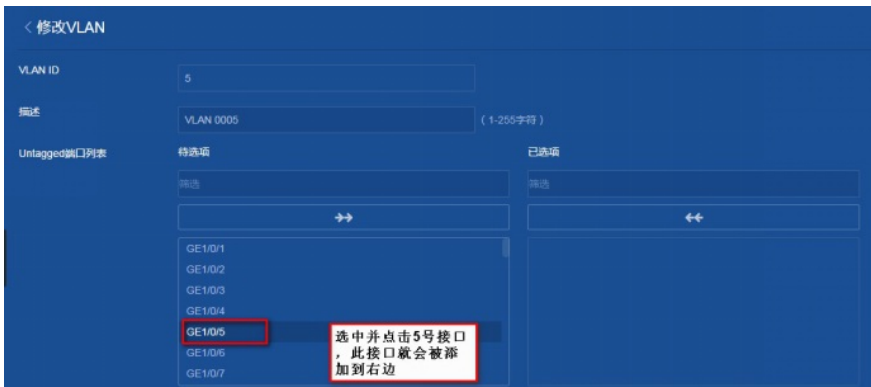 < 修改VLAN
VLAN ID
5
描述
VLAN 0005
（1-255字符）
Untagged端口列表
待选项
已选项
筛选
筛选
→→
←←
GE1/0/1
GE1/0/2
GE1/0/3
GE1/0/4
GE1/0/5
GE1/0/6
GE1/0/7
选中并点击5号接口
，此接口就会被添
加到右边